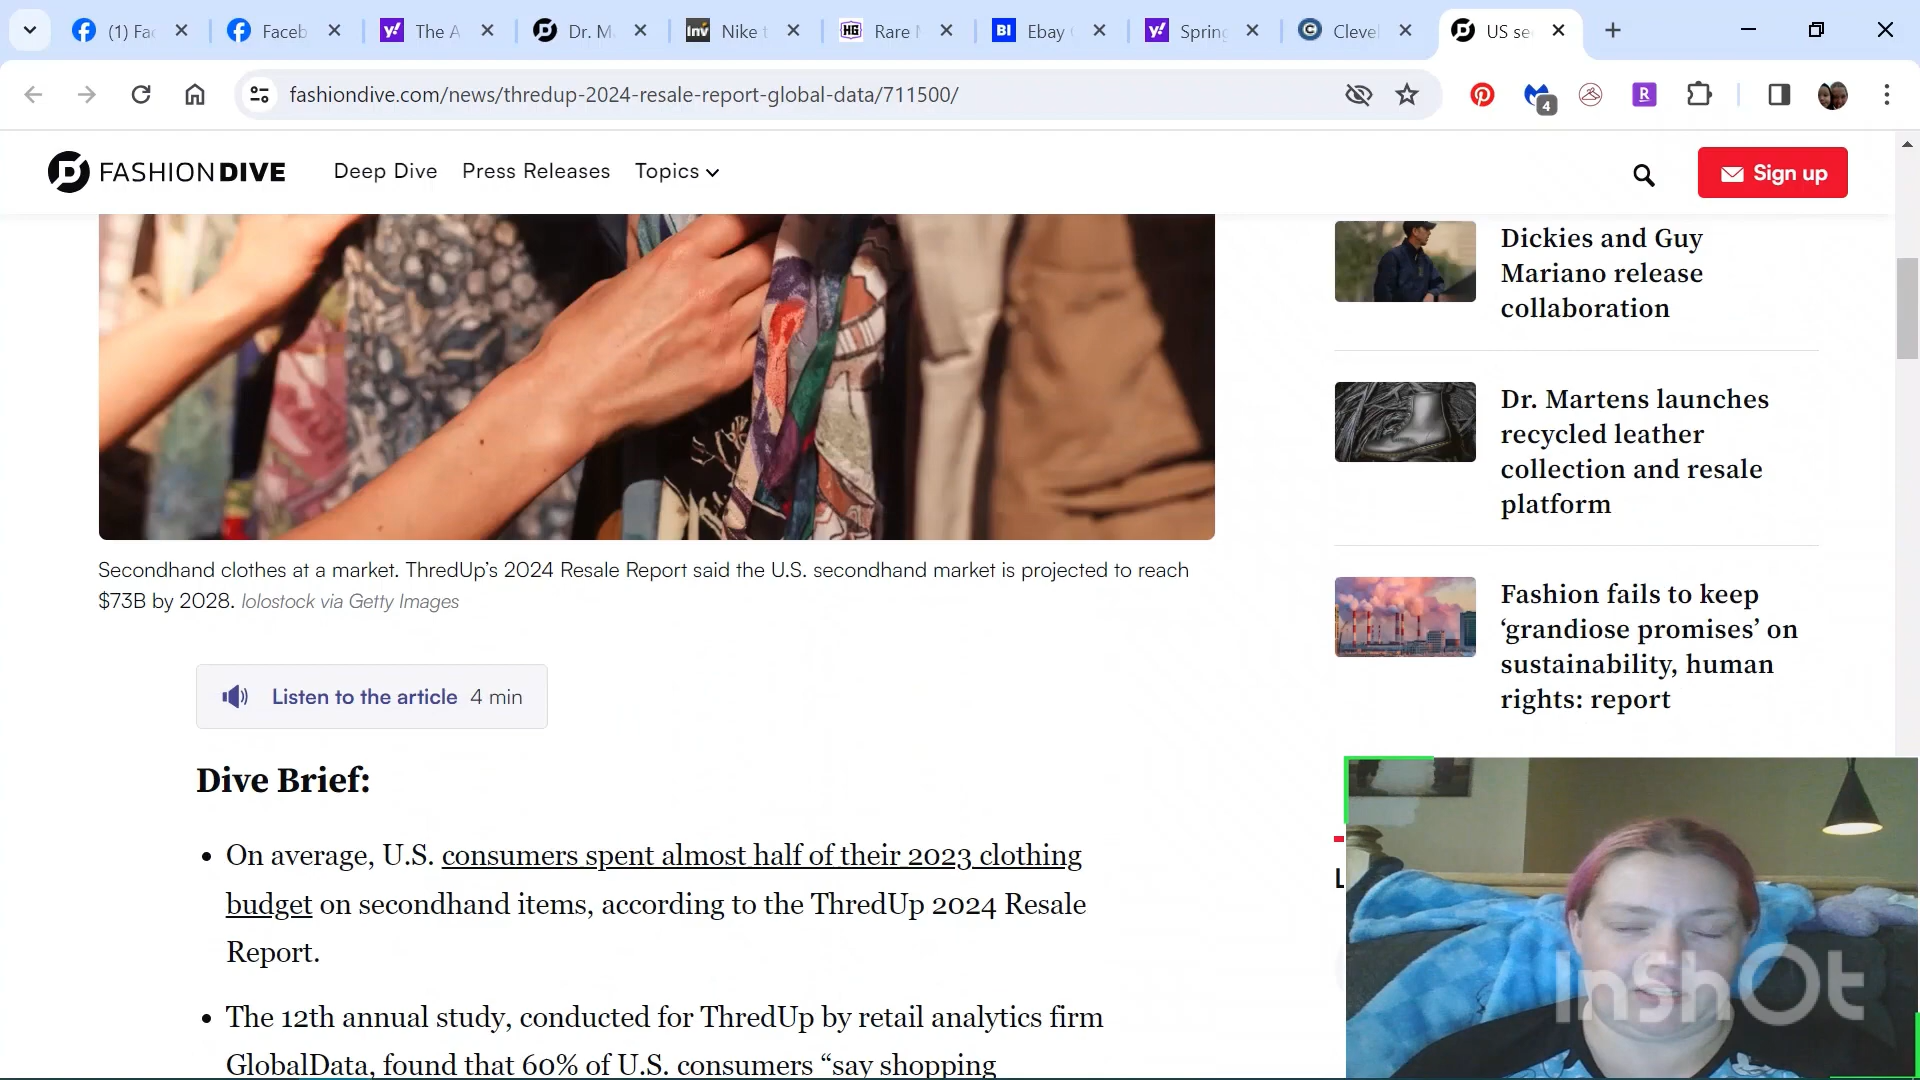 (1) Fac
Faceb
The A
Dr. M
Nike t
HG
Rare
BI
Ebay
Spring
Clevel
US se
fashiondive.com/news/thredup-2024-resale-report-global-data/711500/
4
R
FASHIONDIVE
Deep Dive
Press Releases
Topics
Sign up
Dickies and Guy
Mariano release
collaboration
Dr. Martens launches
recycled leather
collection and resale
platform
Secondhand clothes at a market. ThredUp’s 2024 Resale Report said the U.S. secondhand market is projected to reach
$73B by 2028. lolostock via Getty Images
Fashion fails to keep
‘grandiose promises’ on
sustainability, human
rights: report
Listen to the article 4 min
Dive Brief:
• On average, U.S. consumers spent almost half of their 2023 clothing
budget on secondhand items, according to the ThredUp 2024 Resale
Report.
• The 12th annual study, conducted for ThredUp by retail analytics firm
GlobalData, found that 60% of U.S. consumers “say shopping
InShOt